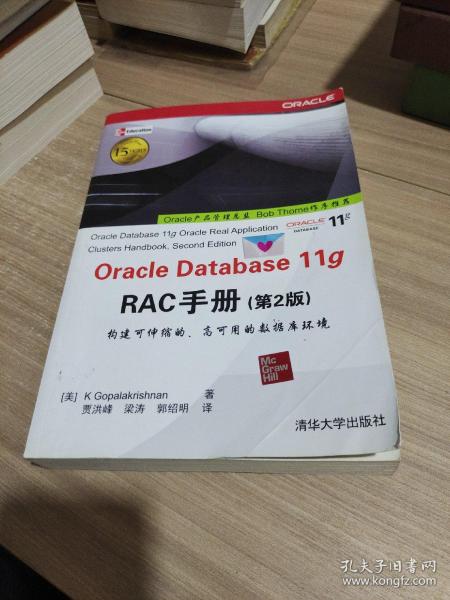 ORACLE
Education
15
Oracle产品管理总监 Bob Thome作序推荐
Oracle Database 11g Oracle Real Application
Clusters Handbook, Second Edition
ORACLE 11g
DATABASE
Oracle Database 11g
RAC手册(第2版)
构建可伸缩的、高可用的数据库环境
Mc
Graw
Hill
[美] K Gopalakrishnan 著
贾洪峰 梁涛 郭绍明 译
清华大学出版社
孔夫子旧书网
www.kongfz.com